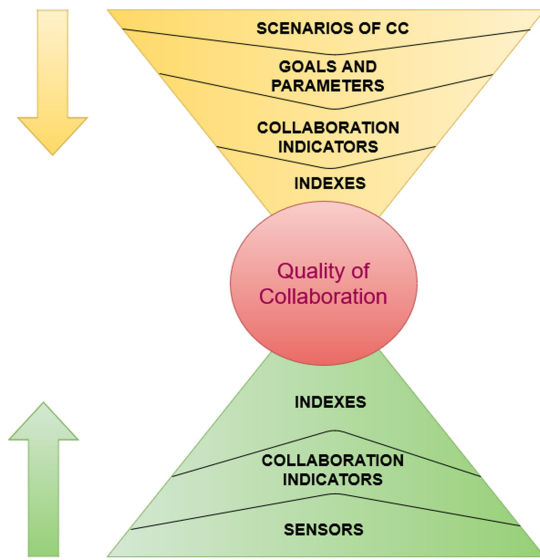 SCENARIOS OF CC
GOALS AND
PARAMETERS
COLLABORATION
INDICATORS
INDEXES
Quality of
Collaboration
INDEXES
COLLABORATION
INDICATORS
SENSORS